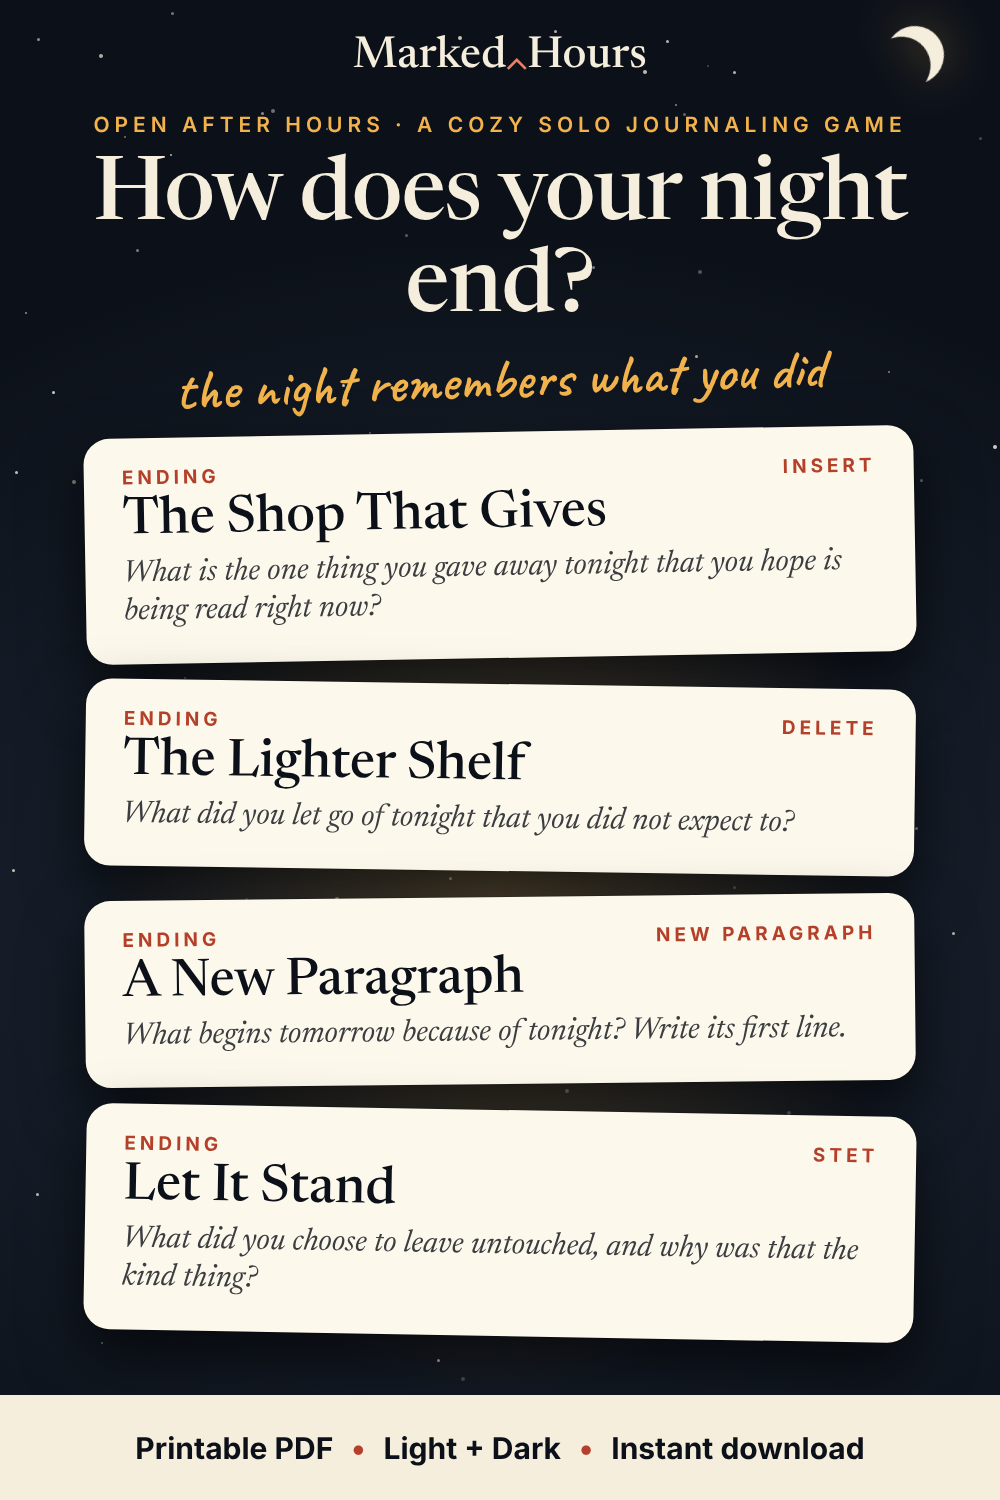 Marked‸Hours
OPEN AFTER HOURS · A COZY SOLO JOURNALING GAME
How does your night
end?
the night remembers what you did
ENDING
INSERT
The Shop That Gives
What is the one thing you gave away tonight that you hope is
being read right now?
ENDING
DELETE
The Lighter Shelf
What did you let go of tonight that you did not expect to?
ENDING
NEW PARAGRAPH
A New Paragraph
What begins tomorrow because of tonight? Write its first line.
ENDING
STET
Let It Stand
What did you choose to leave untouched, and why was that the
kind thing?
Printable PDF • Light + Dark • Instant download